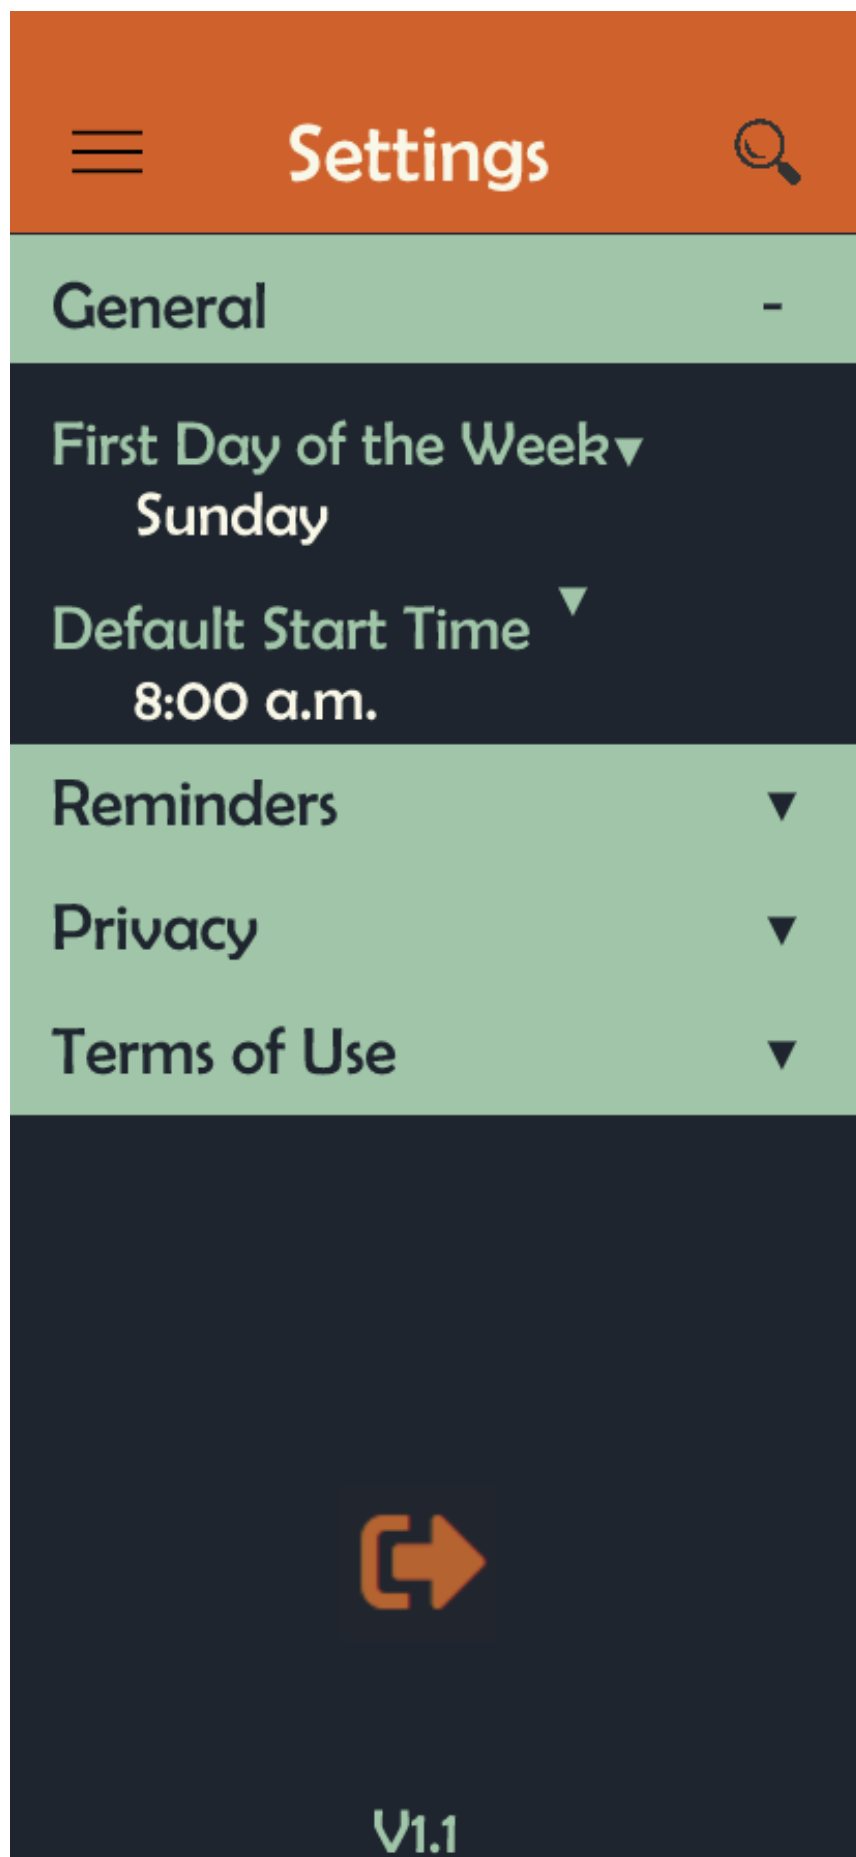 Settings
General -
First Day of the Week▼
Sunday
Default Start Time ▼
8:00 a.m.
Reminders ▼
Privacy ▼
Terms of Use ▼
V1.1